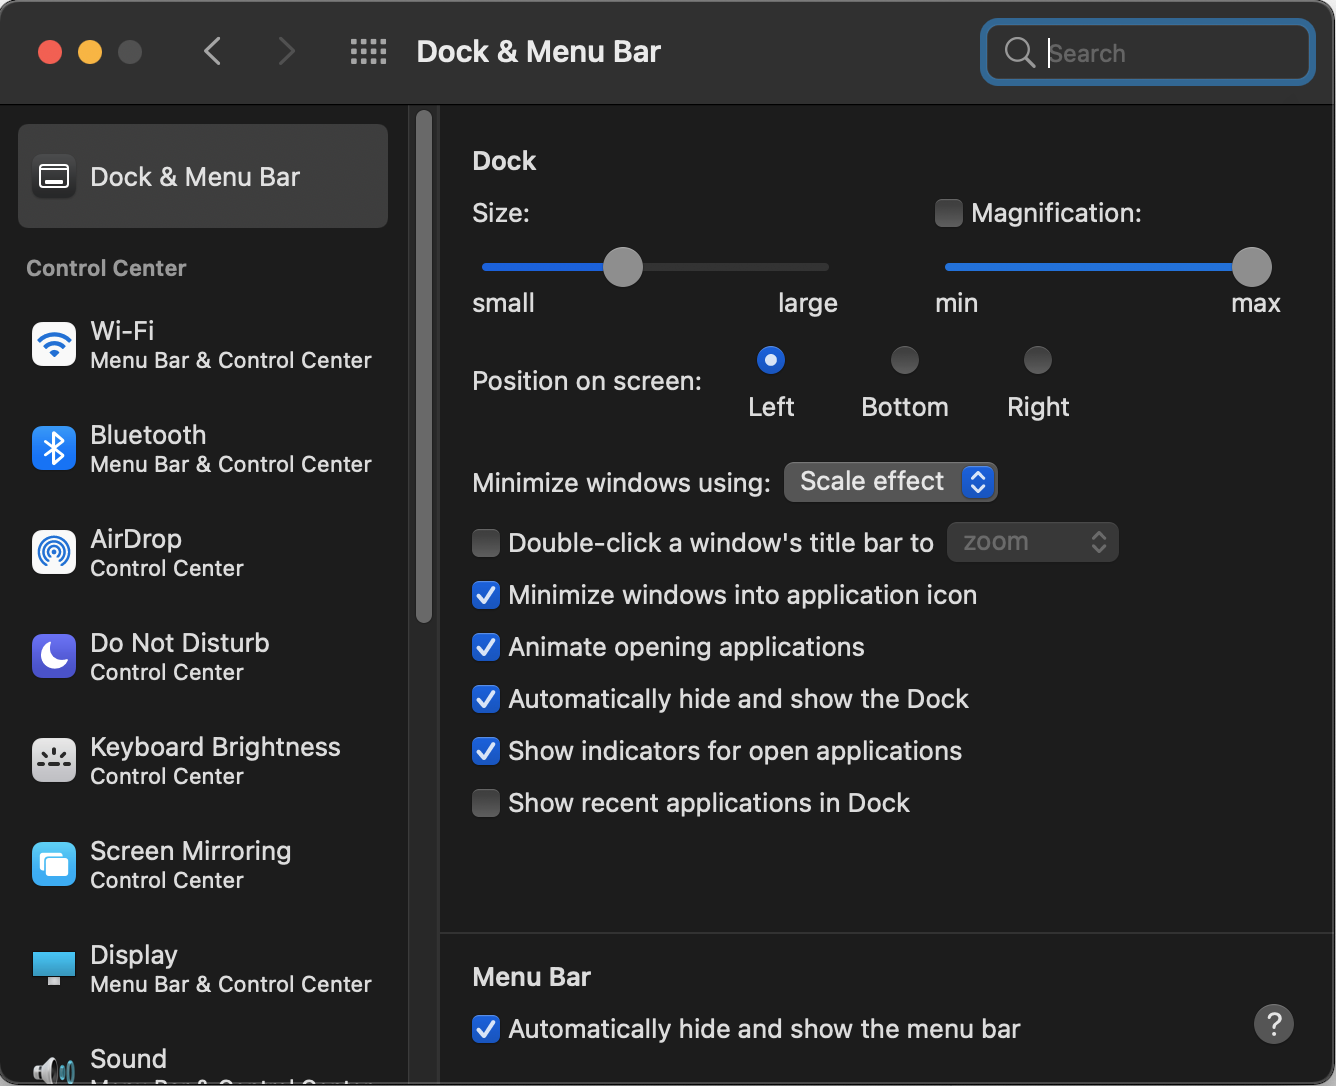 Dock & Menu Bar
Search
Dock & Menu Bar
Control Center
Wi-Fi
Menu Bar & Control Center
Bluetooth
Menu Bar & Control Center
AirDrop
Control Center
Do Not Disturb
Control Center
Keyboard Brightness
Control Center
Screen Mirroring
Control Center
Display
Menu Bar & Control Center
Sound
Menu Bar & Control Center
Dock
Size:
Magnification:
small
large
min
max
Position on screen:
Left
Bottom
Right
Minimize windows using: Scale effect
Double-click a window's title bar to zoom
Minimize windows into application icon
Animate opening applications
Automatically hide and show the Dock
Show indicators for open applications
Show recent applications in Dock
Menu Bar
Automatically hide and show the menu bar
?